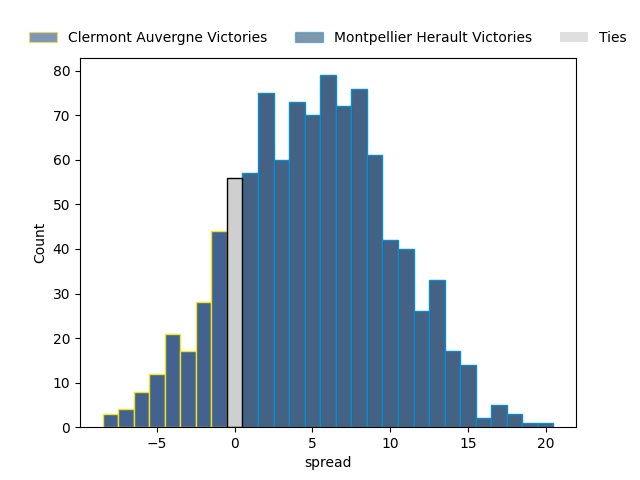 Clermont Auvergne Victories Montpellier Herault Victories Ties
80
70
60
50
40
30
20
10
0
Count
−5 0 5 10 15 20
spread